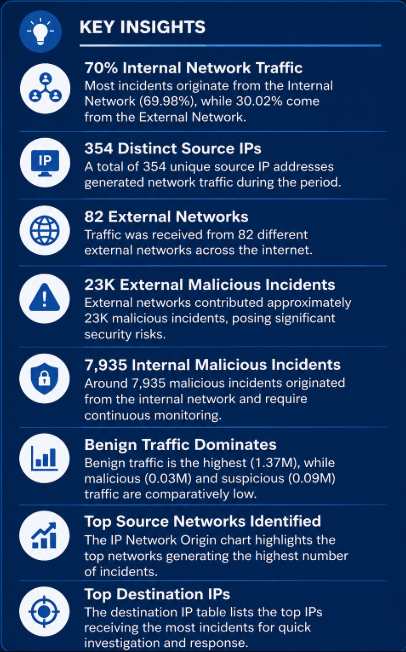 KEY INSIGHTS
70% Internal Network Traffic
Most incidents originate from the Internal
Network (69.98%), while 30.02% come
from the External Network.
IP
354 Distinct Source IPs
A total of 354 unique source IP addresses
generated network traffic during the period.
82 External Networks
Traffic was received from 82 different
external networks across the internet.
23K External Malicious Incidents
External networks contributed approximately
23K malicious incidents, posing significant
security risks.
7,935 Internal Malicious Incidents
Around 7,935 malicious incidents originated
from the internal network and require
continuous monitoring.
Benign Traffic Dominates
Benign traffic is the highest (1.37M), while
malicious (0.03M) and suspicious (0.09M)
traffic are comparatively low.
Top Source Networks Identified
The IP Network Origin chart highlights the
top networks generating the highest number
of incidents.
Top Destination IPs
The destination IP table lists the top IPs
receiving the most incidents for quick
investigation and response.